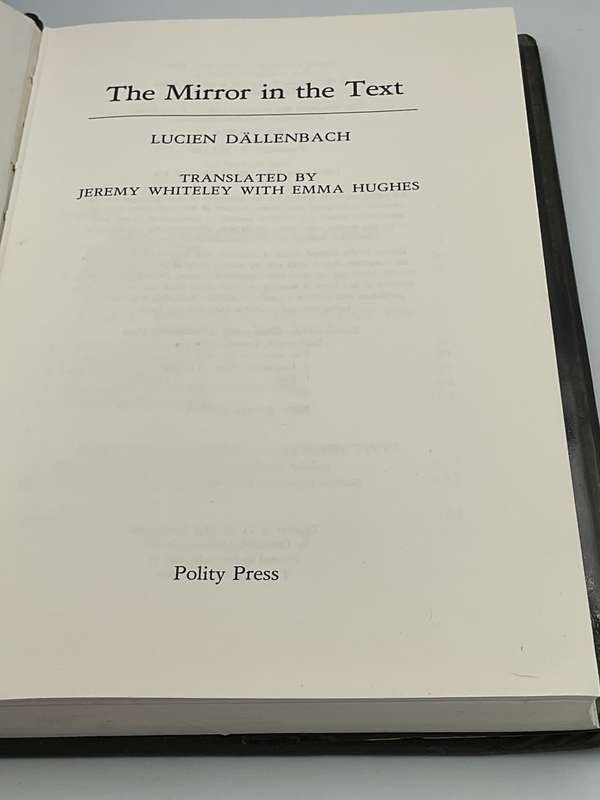 The Mirror in the Text
LUCIEN DÄLLENBACH
TRANSLATED BY
JEREMY WHITELEY WITH EMMA HUGHES
Polity Press